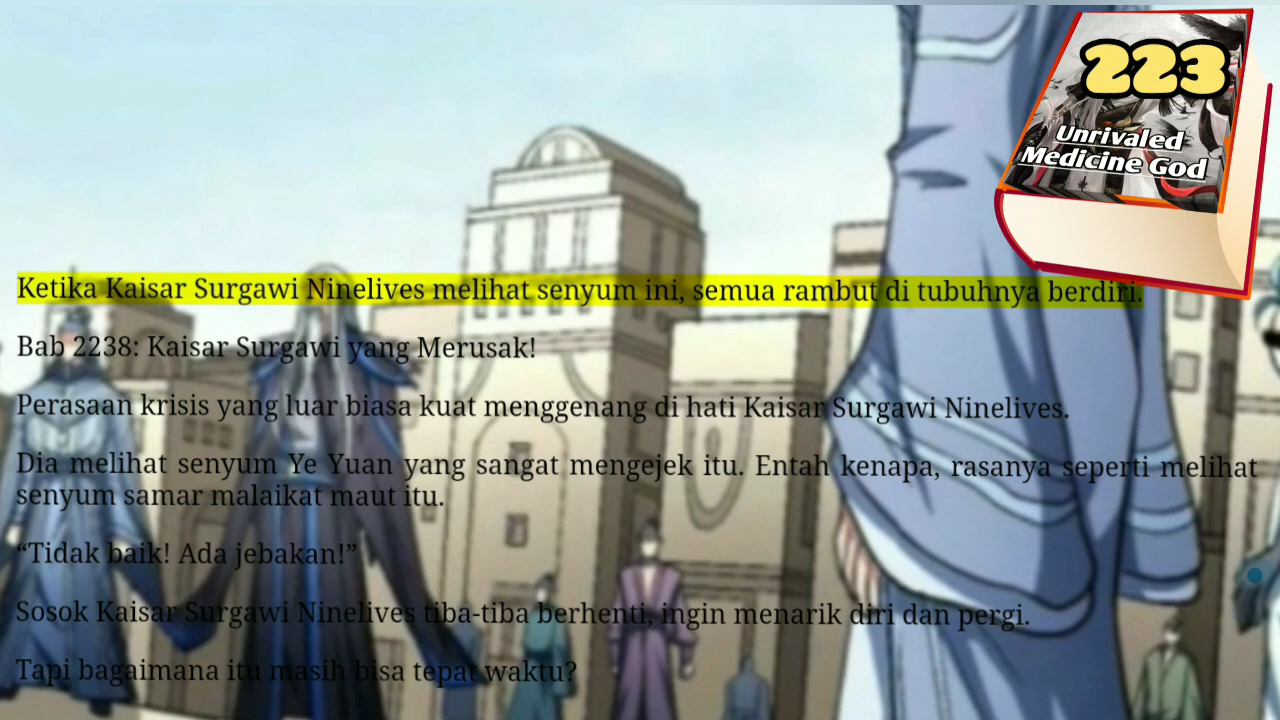 223
Unrivaled
Medicine God
Ketika Kaisar Surgawi Ninelives melihat senyum ini, semua rambut di tubuhnya berdiri.
Bab 2238: Kaisar Surgawi yang Merusak!
Perasaan krisis yang luar biasa kuat menggenang di hati Kaisar Surgawi Ninelives.
Dia melihat senyum Ye Yuan yang sangat mengejek itu. Entah kenapa, rasanya seperti melihat
senyum samar malaikat maut itu.
“Tidak baik! Ada jebakan!”
Sosok Kaisar Surgawi Ninelives tiba-tiba berhenti, ingin menarik diri dan pergi.
Tapi bagaimana itu masih bisa tepat waktu?